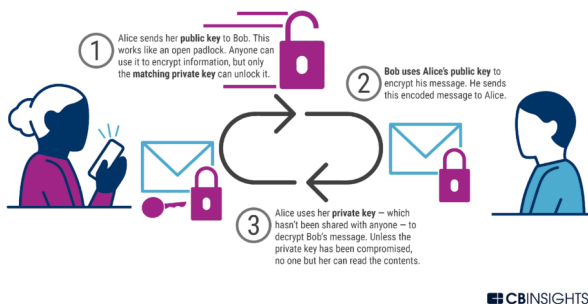 1
Alice sends her public key to Bob. This
works like an open padlock. Anyone can
use it to encrypt information, but only
the matching private key can unlock it.
2
Bob uses Alice's public key to
encrypt his message. He sends
this encoded message to Alice.
3
Alice uses her private key — which
hasn't been shared with anyone — to
decrypt Bob's message. Unless the
private key has been compromised,
no one but her can read the contents.
CBINSIGHTS